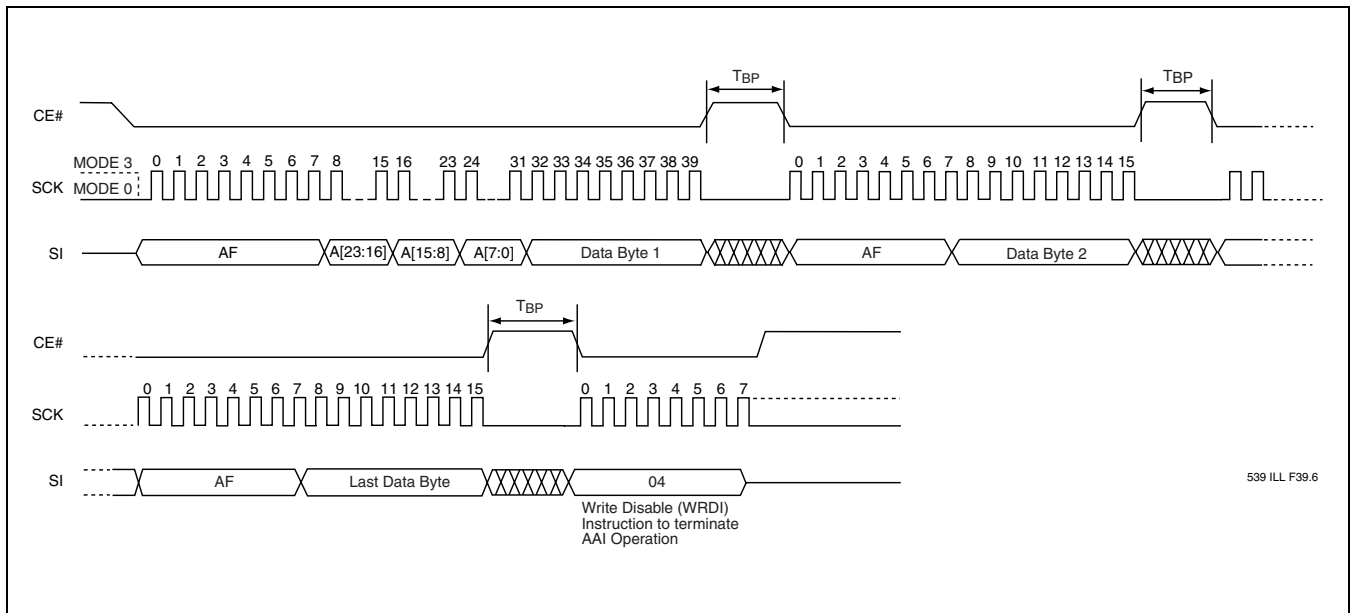 TBP TBP
CE#
MODE 3 0 1 2 3 4 5 6 7 8 15 16 23 24 31 32 33 34 35 36 37 38 39 0 1 2 3 4 5 6 7 8 9 10 11 12 13 14 15
SCK MODE 0
SI AF A[23:16] A[15:8] A[7:0] Data Byte 1 AF Data Byte 2
TBP
CE#
0 1 2 3 4 5 6 7 8 9 10 11 12 13 14 15 0 1 2 3 4 5 6 7
SCK
SI AF Last Data Byte 04 539 ILL F39.6
Write Disable (WRDI)
Instruction to terminate
AAI Operation